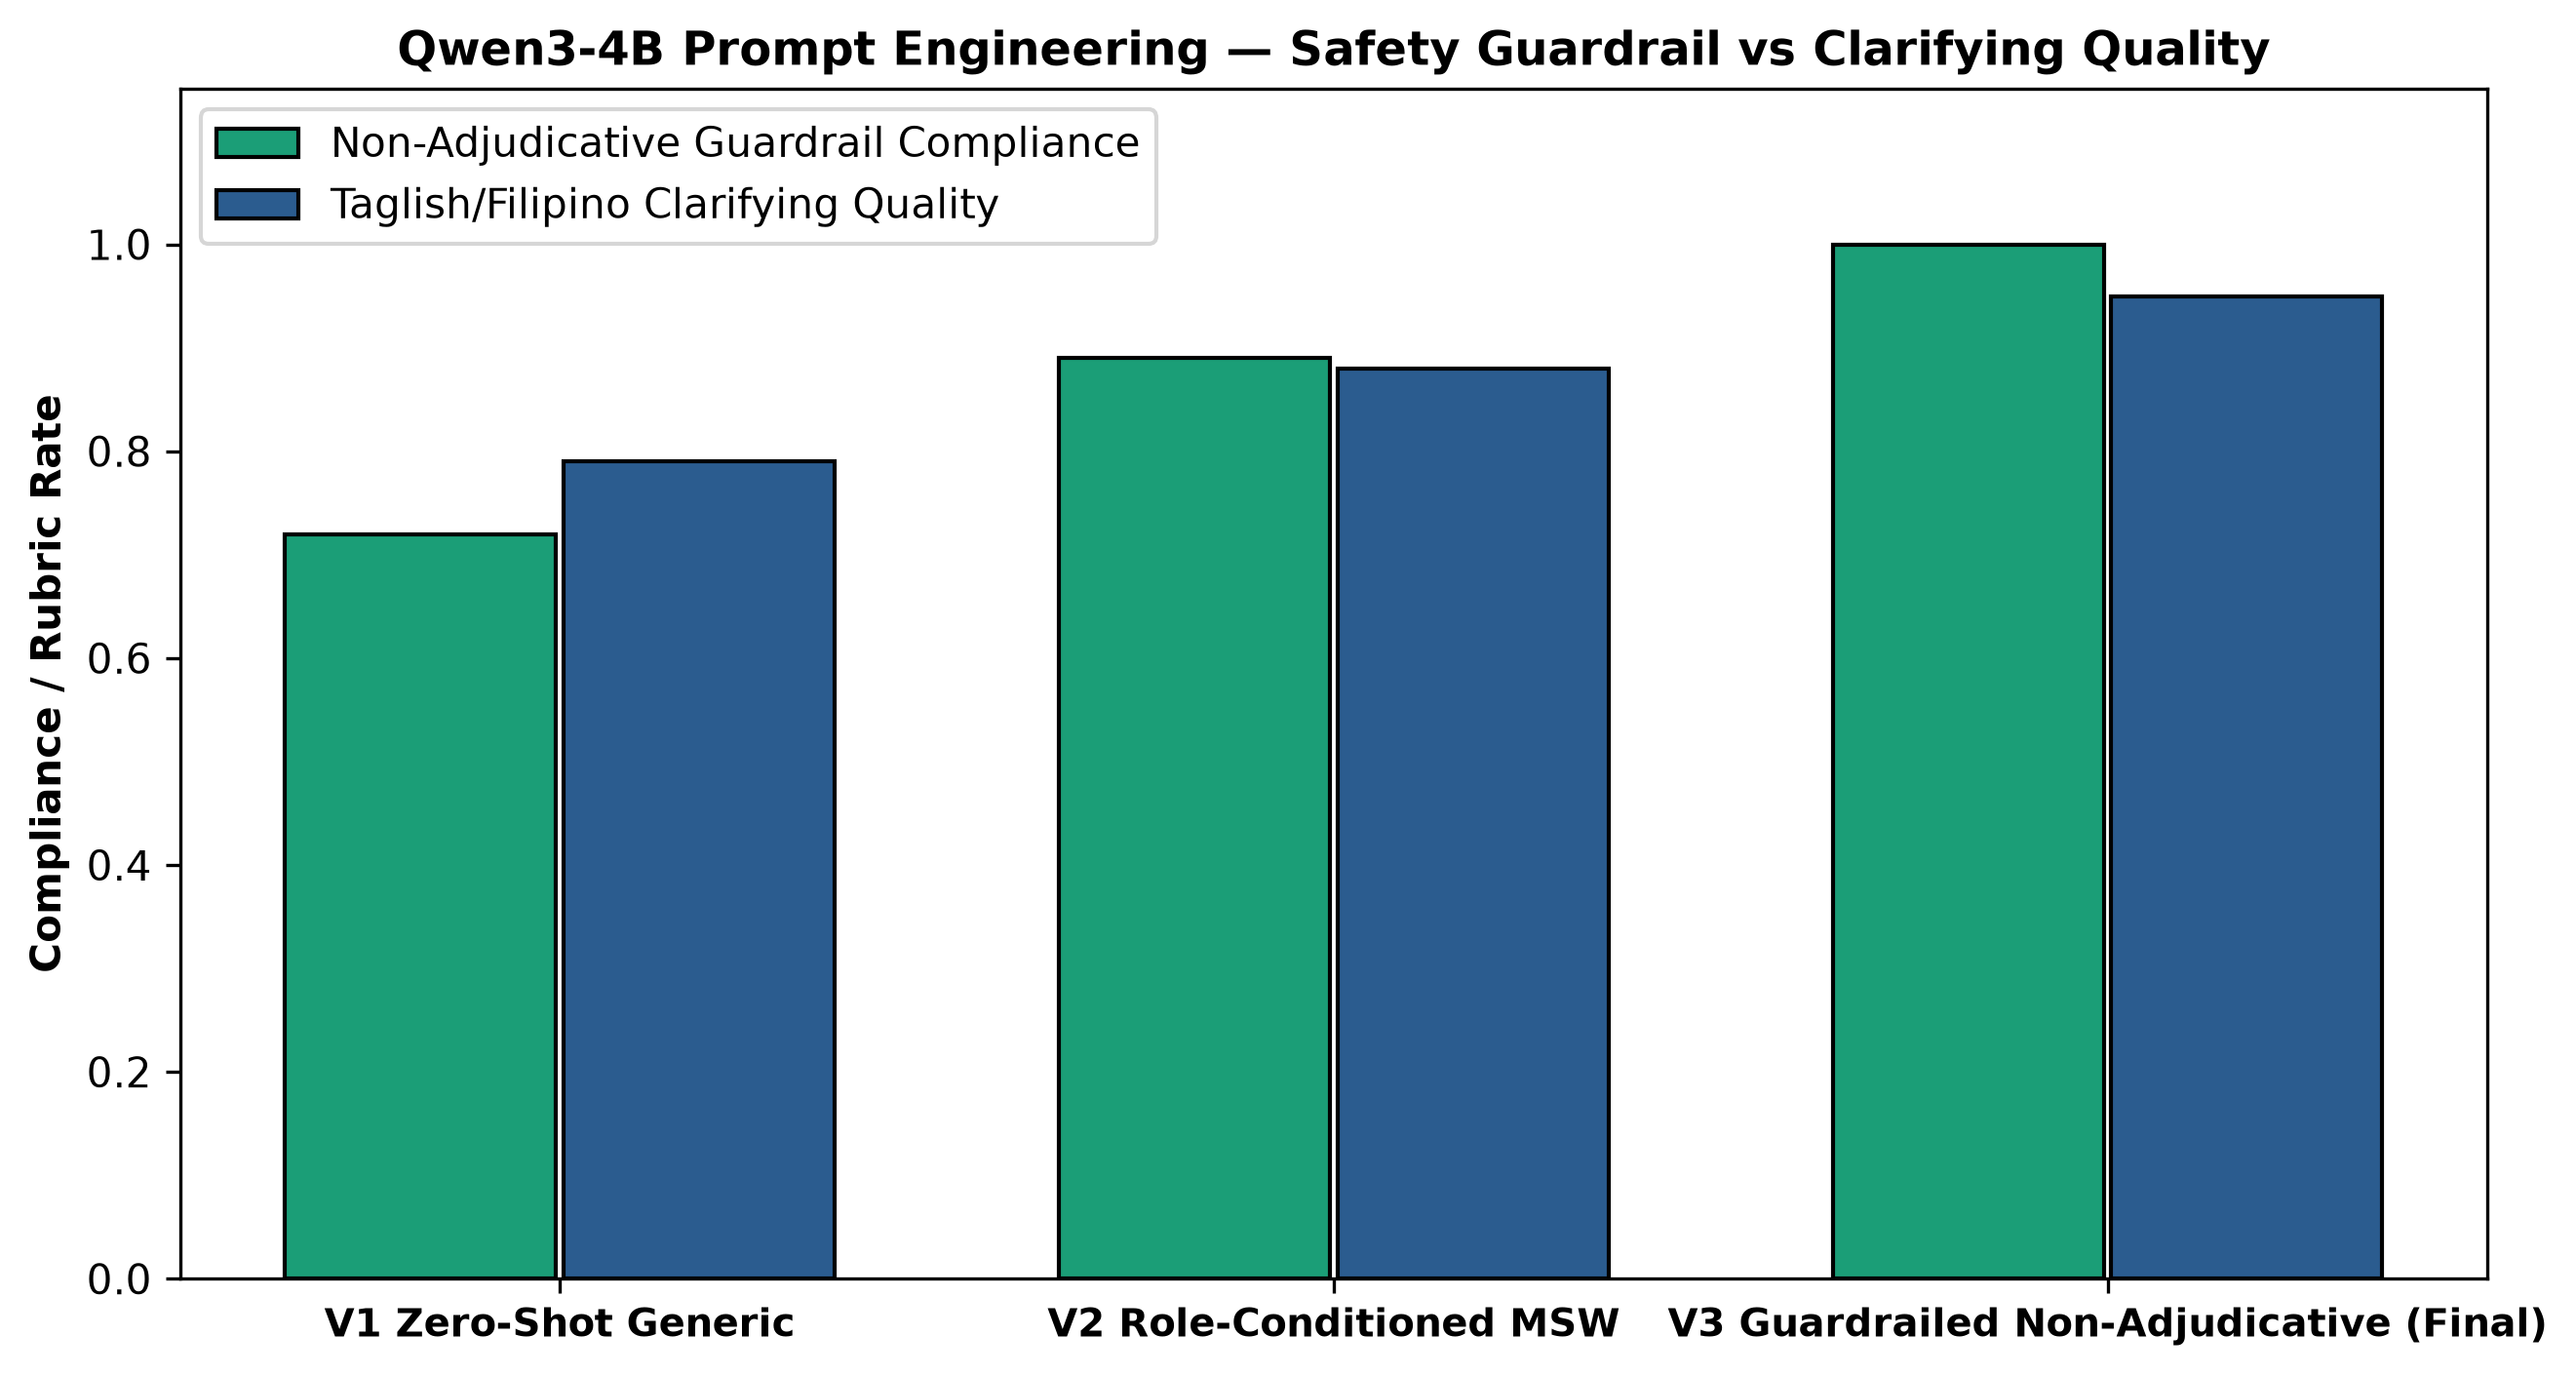 Qwen3-4B Prompt Engineering — Safety Guardrail vs Clarifying Quality
Non-Adjudicative Guardrail Compliance
Taglish/Filipino Clarifying Quality
Compliance / Rubric Rate
1.0
0.8
0.6
0.4
0.2
0.0
V1 Zero-Shot Generic
V2 Role-Conditioned MSW
V3 Guardrailed Non-Adjudicative (Final)